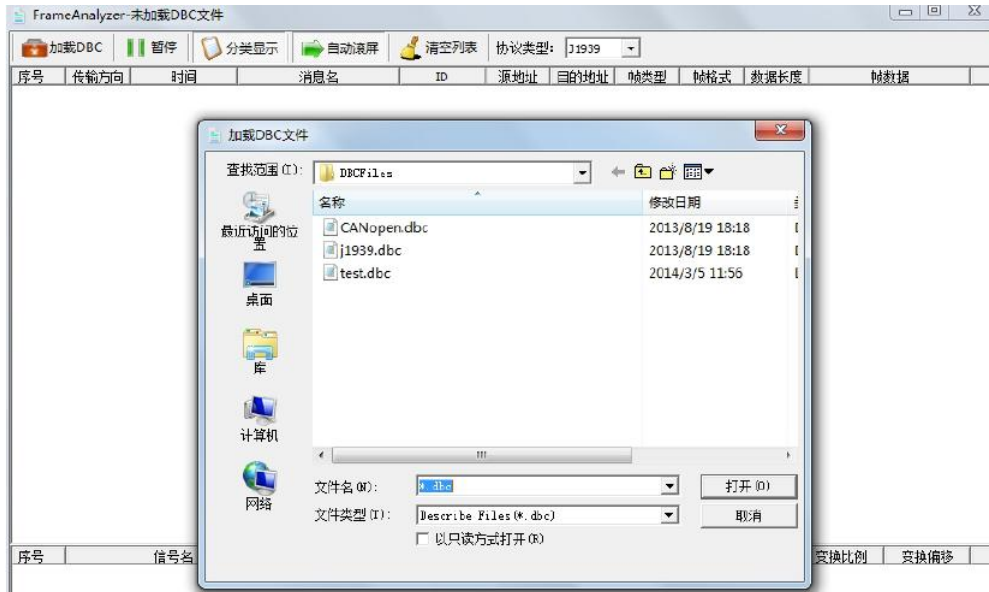 FrameAnalyzer-未加载DBC文件
加载DBC 暂停 分类显示 自动滚屏 清空列表 协议类型: J1939
序号 传输方向 时间 消息名 ID 源地址 目的地址 帧类型 帧格式 数据长度 帧数据
加载DBC文件
查找范围(I): DBCFiles
名称 修改日期
CANopen.dbc 2013/8/19 18:18
j1939.dbc 2013/8/19 18:18
test.dbc 2014/3/5 11:56
最近访问的位
置
桌面
库
计算机
网络
文件名(N): *.dbc 打开(O)
文件类型(T): Describe Files(*.dbc) 取消
以只读方式打开(R)
序号 信号名 变换比例 变换偏移